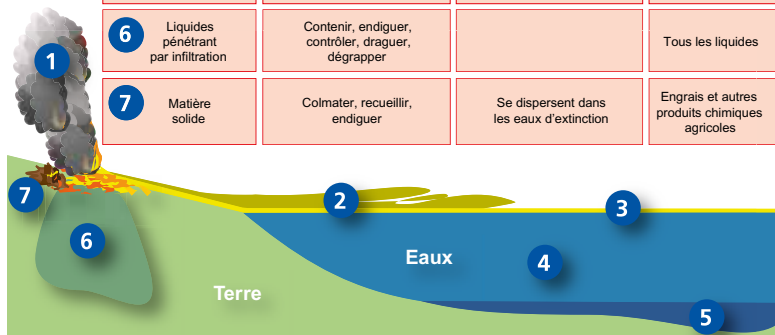 6
Liquides
pénétrant
par infiltration
Contenir, endiguer,
contrôler, draguer,
dégrapper
Tous les liquides
7
Matière
solide
Colmater, recueillir,
endiguer
Se dispersent dans
les eaux d'extinction
Engrais et autres
produits chimiques
agricoles
1
7
2
3
6
Eaux
4
Terre
5